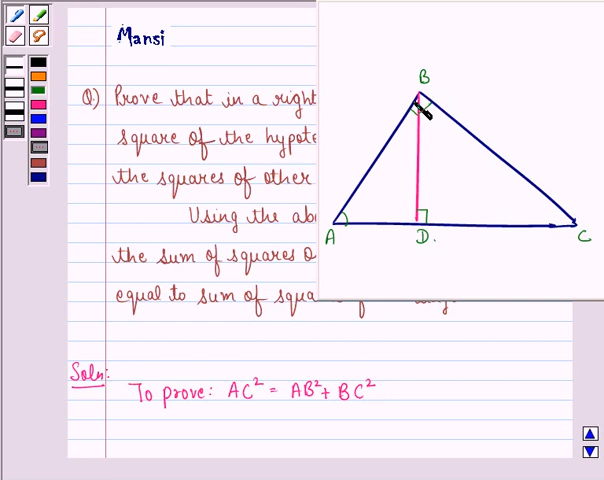 Mansi
Q.) Prove that in a right
square of the hypote
the squares of other
Using the abo
the sum of squares o
equal to sum of squa
Soln:
To prove: AC² = AB² + BC²
B
A
D.
C